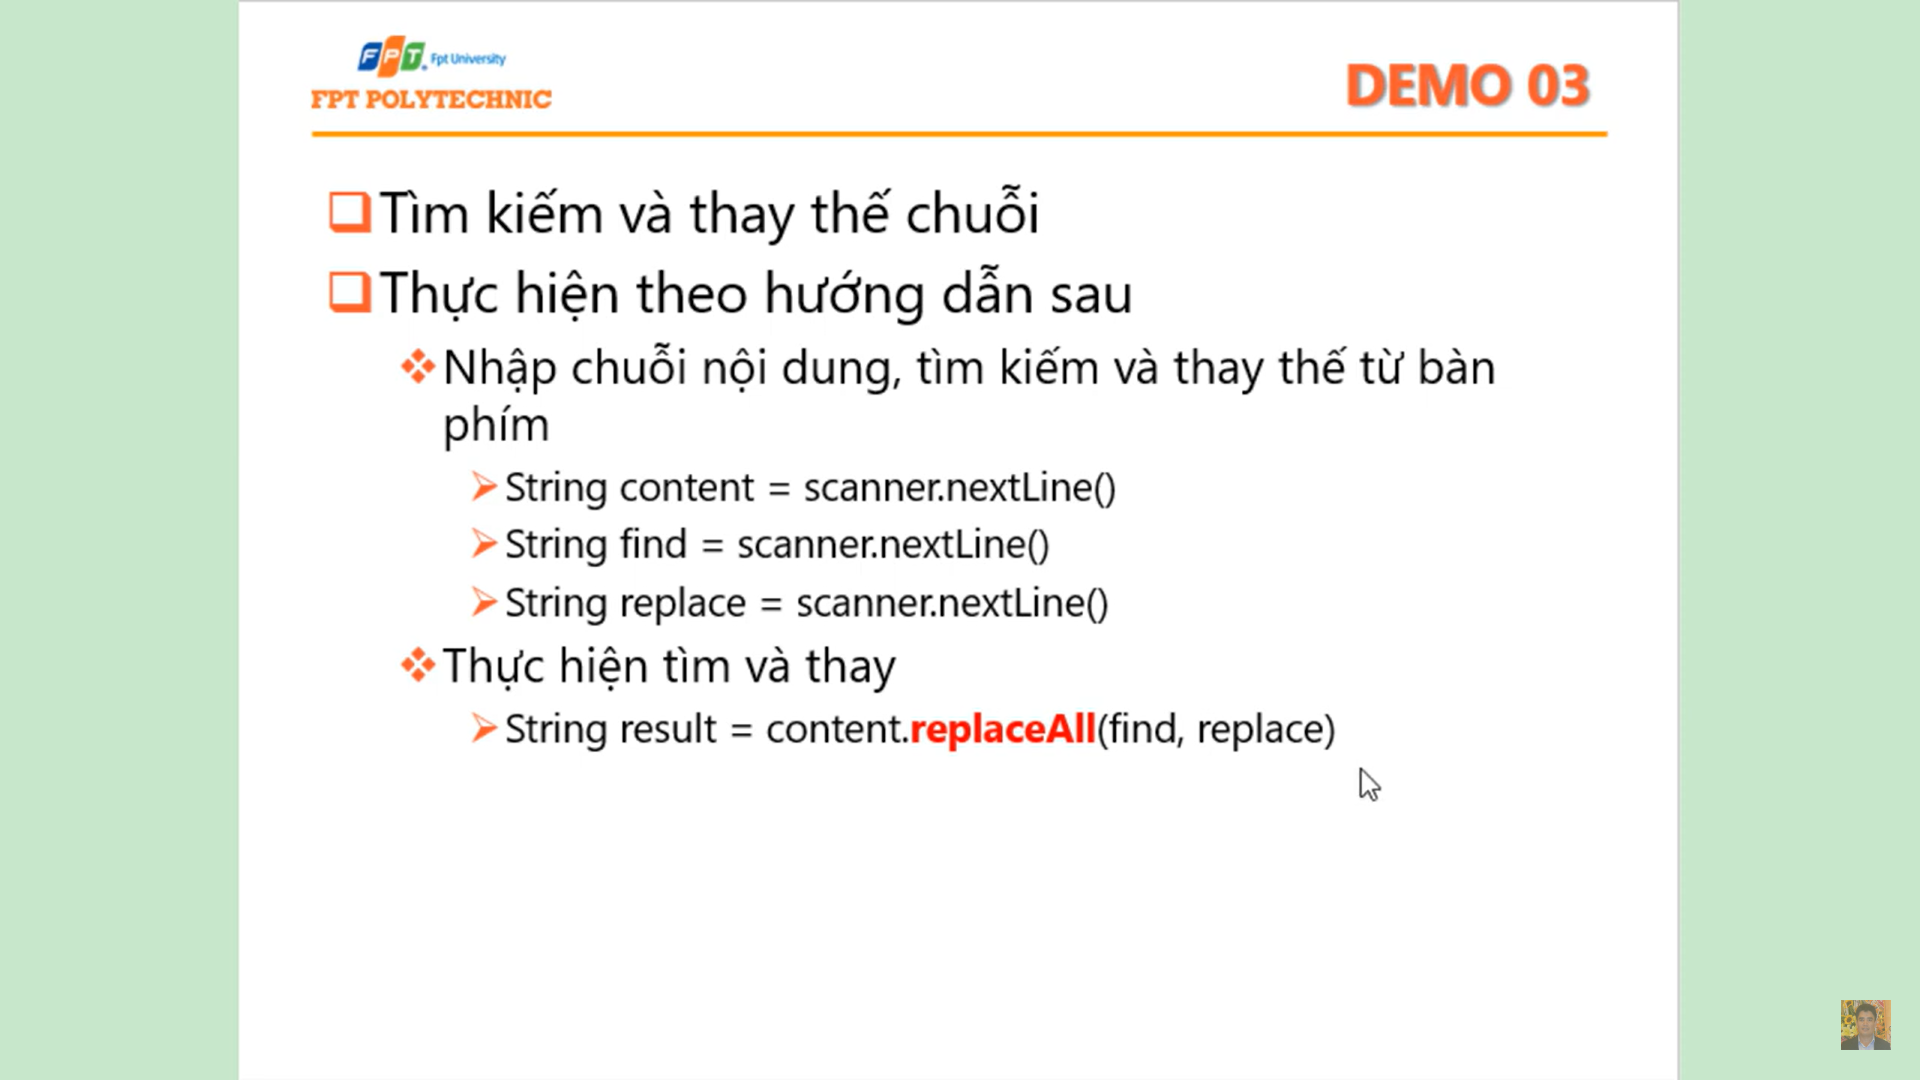 FPT. Fpt University
FPT POLYTECHNIC
DEMO 03
Tìm kiếm và thay thế chuỗi
Thực hiện theo hướng dẫn sau
Nhập chuỗi nội dung, tìm kiếm và thay thế từ bàn
phím
String content = scanner.nextLine()
String find = scanner.nextLine()
String replace = scanner.nextLine()
Thực hiện tìm và thay
String result = content.replaceAll(find, replace)